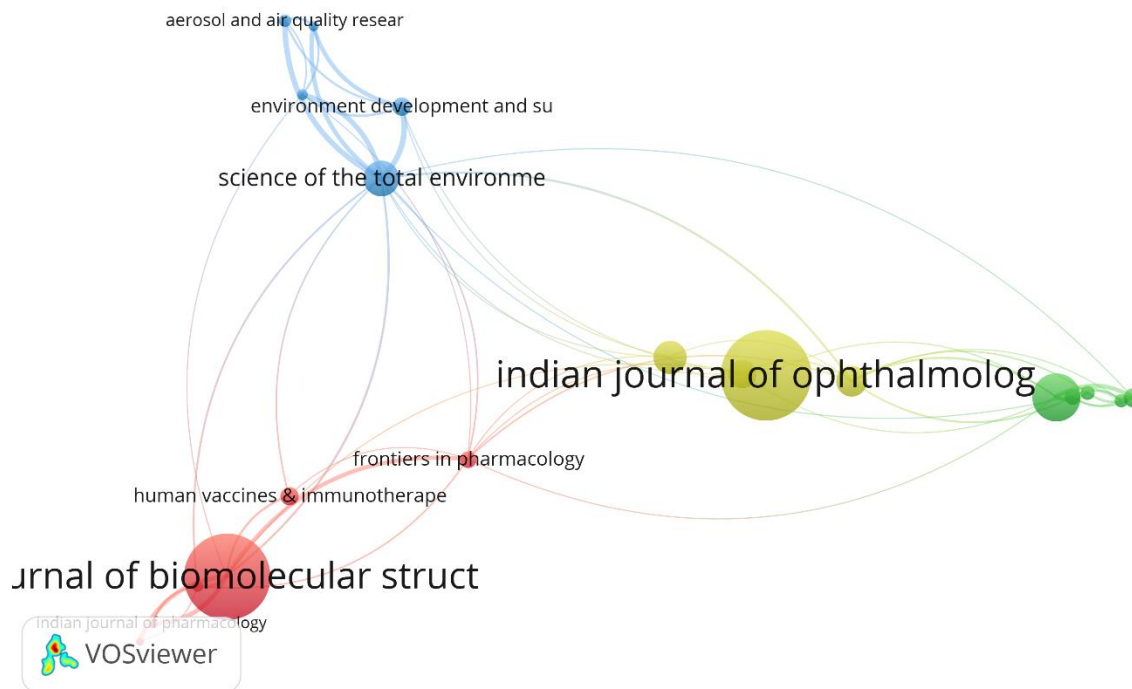 aerosol and air quality resear
environment development and su
science of the total environme
indian journal of ophthalmolog
frontiers in pharmacology
human vaccines & immunotherape
urnal of biomolecular struct
indian journal of pharmacology
VOSviewer